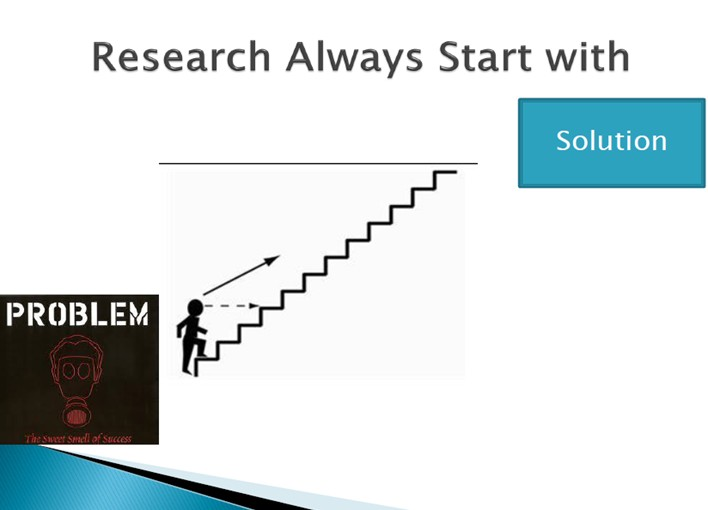 Research Always Start with
Solution
PROBLEM
The Sweet Smell of Success